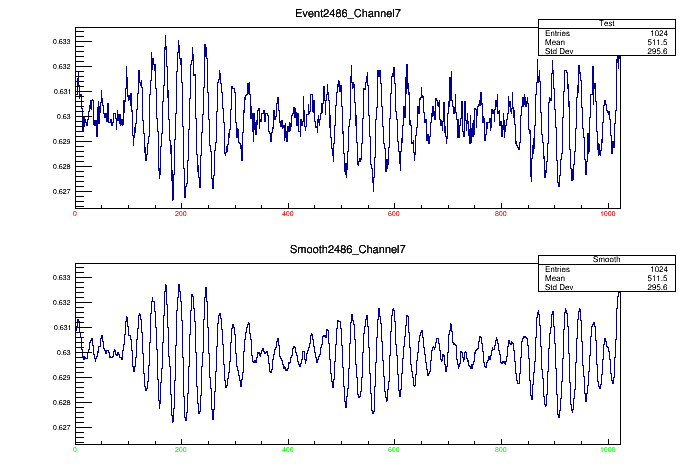 Event2486_Channel7
Test
Entries 1024
Mean 511.5
Std Dev 295.6
0.633
0.632
0.631
0.63
0.629
0.628
0.627
0 200 400 600 800 1000
Smooth2486_Channel7
Smooth
Entries 1024
Mean 511.5
Std Dev 295.6
0.633
0.632
0.631
0.63
0.629
0.628
0.627
0 200 400 600 800 1000